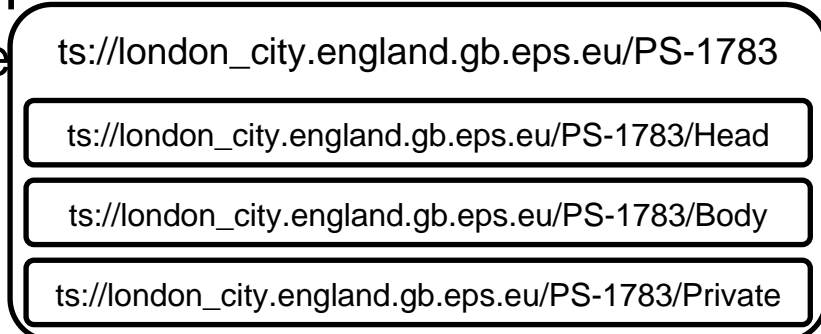 ts://london_city.england.gb.eps.eu/PS-1783
ts://london_city.england.gb.eps.eu/PS-1783/Head
ts://london_city.england.gb.eps.eu/PS-1783/Body
ts://london_city.england.gb.eps.eu/PS-1783/Private